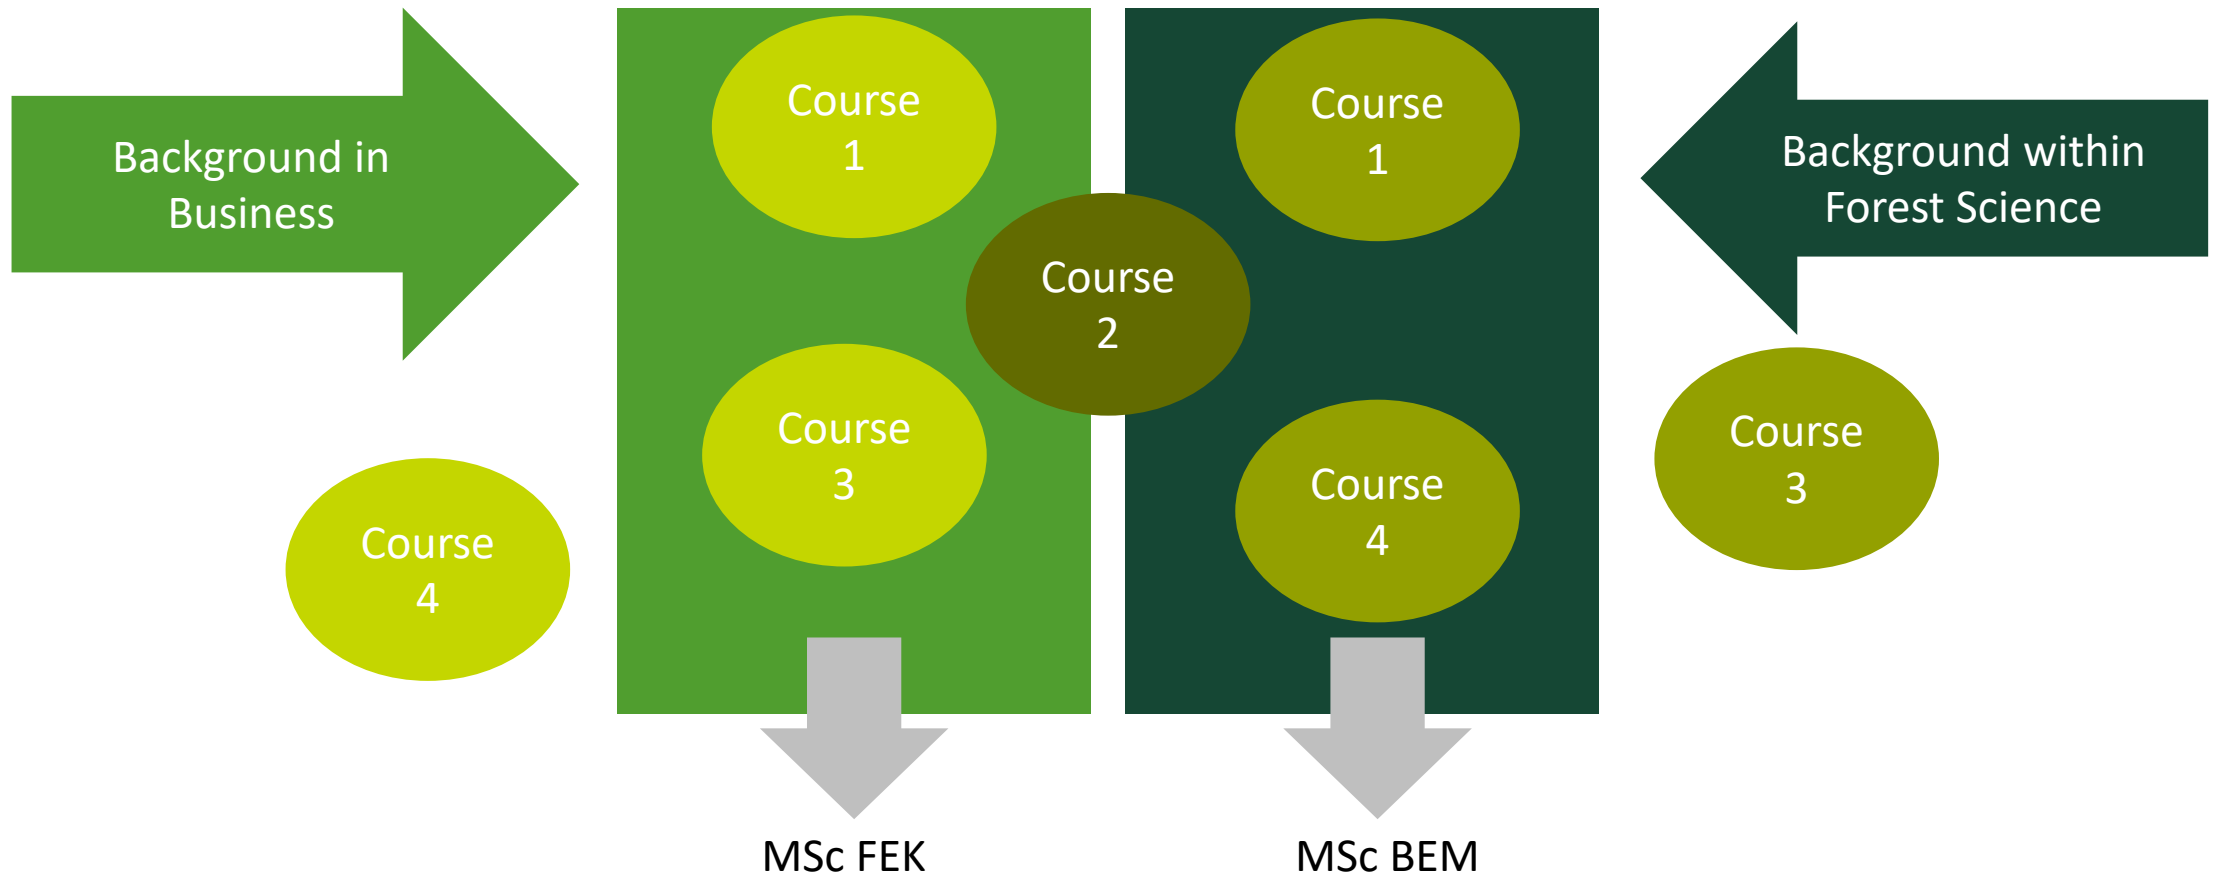 Background in
Business
Course
1
Course
1
Background within
Forest Science
Course
2
Course
3
Course
4
Course
3
Course
4
MSc FEK
MSc BEM